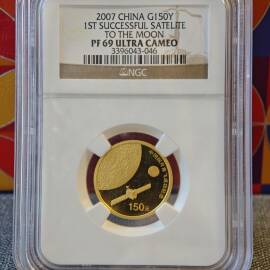 2007 CHINA G150Y
1ST SUCCESSFUL SATELITE
TO THE MOON
PF 69 ULTRA CAMEO
3396043-046
NGC
150元